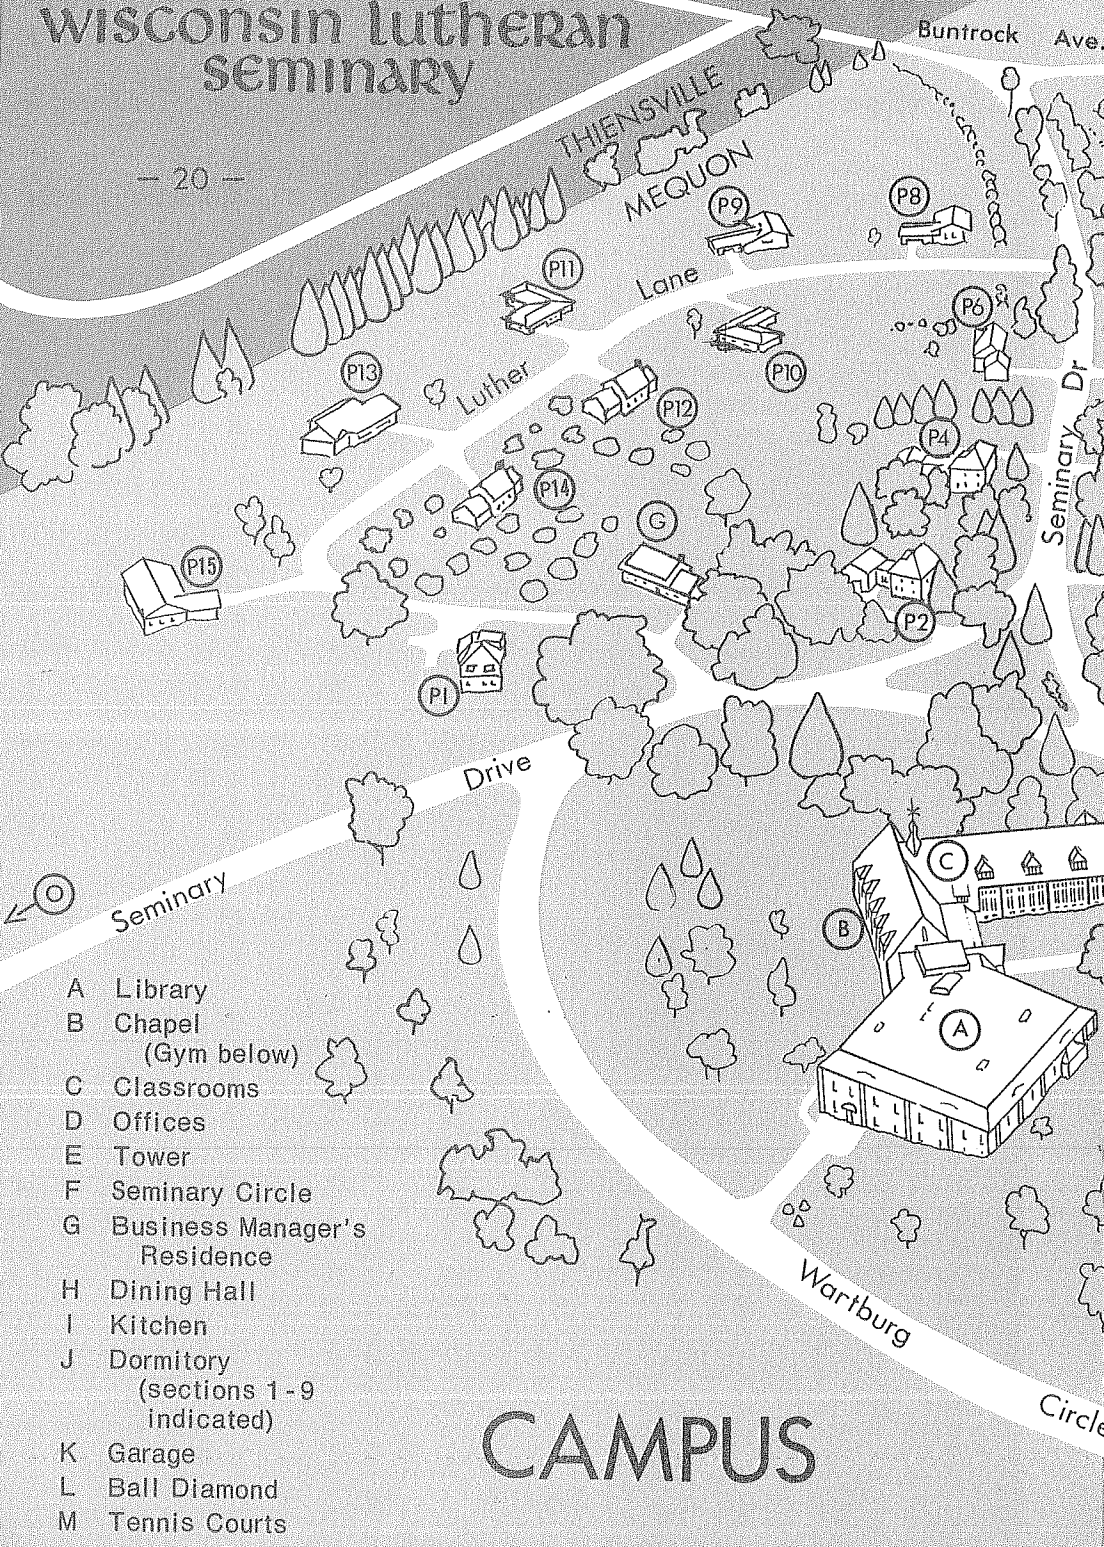 Wisconsin Lutheran
Seminary
— 20 —
Buntrock Ave.
THIENSVILLE
MEQUON
P9
P8
P11
Lane
P6
P13
P10
Luther
P12
Seminary Dr
P4
P14
G
P15
P2
P1
Drive
C
O
Seminary
B
A
A Library
B Chapel
(Gym below)
C Classrooms
D Offices
E Tower
F Seminary Circle
G Business Manager's
Residence
H Dining Hall
I Kitchen
J Dormitory
(sections 1-9
indicated)
K Garage
L Ball Diamond
M Tennis Courts
Wartburg
Circle
CAMPUS